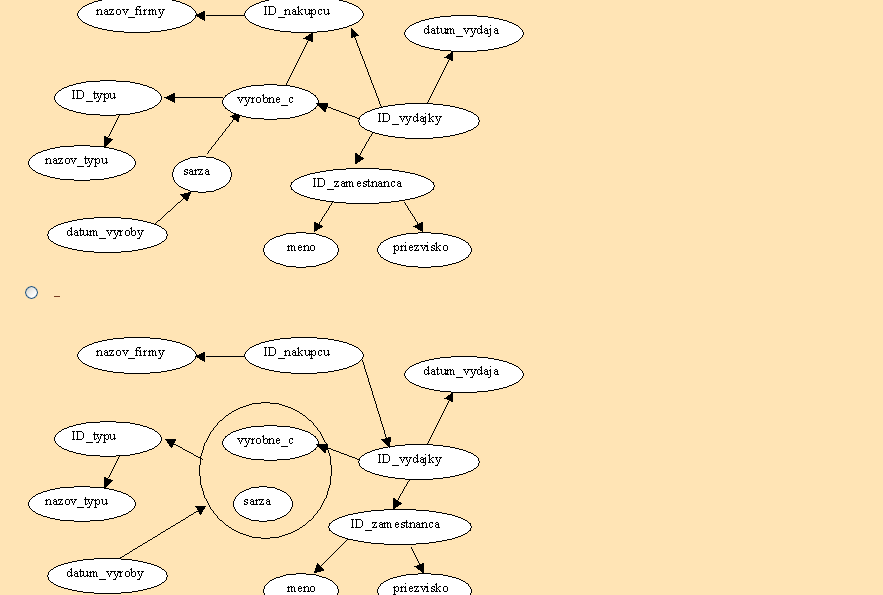 nazov_firmy
ID_nakupcu
datum_vydaja
ID_typu
vyrobne_c
ID_vydajky
nazov_typu
sarza
ID_zamestnanca
datum_vyroby
meno
priezvisko
nazov_firmy
ID_nakupcu
datum_vydaja
ID_typu
vyrobne_c
ID_vydajky
nazov_typu
sarza
ID_zamestnanca
datum_vyroby
meno
priezvisko